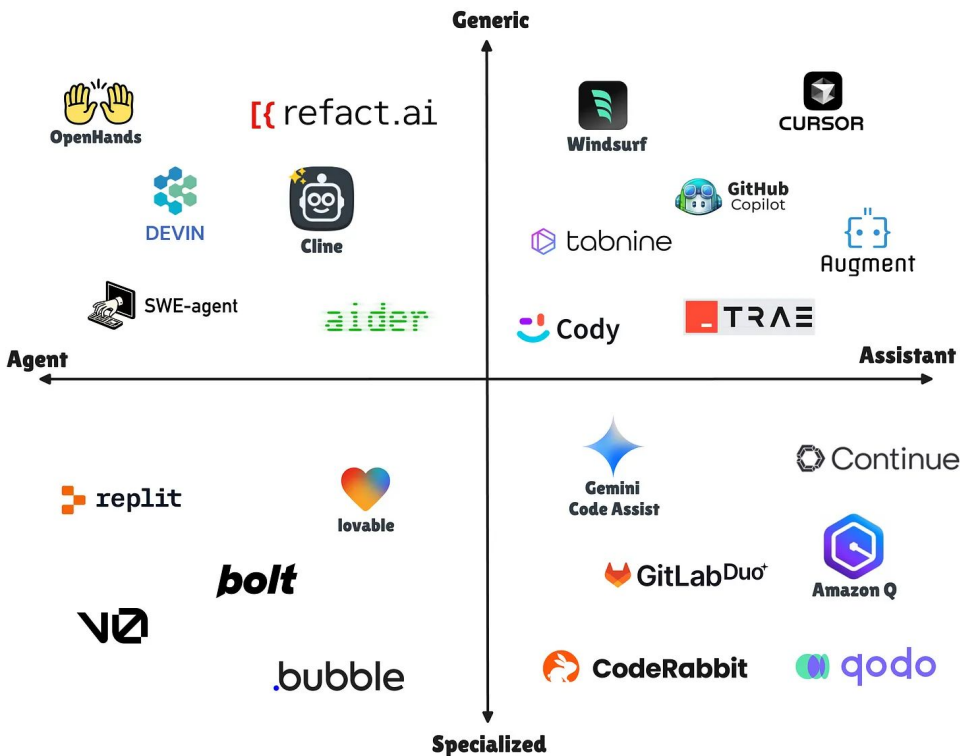 Generic
OpenHands
[{ refact.ai
Windsurf
CURSOR
DEVIN
Cline
GitHub
Copilot
tabnine
Augment
SWE-agent
aider
Cody
TRAE
Agent
Assistant
Gemini
Code Assist
Continue
replit
lovable
bolt
GitLab Duo+
Amazon Q
v0
.bubble
CodeRabbit
qodo
Specialized